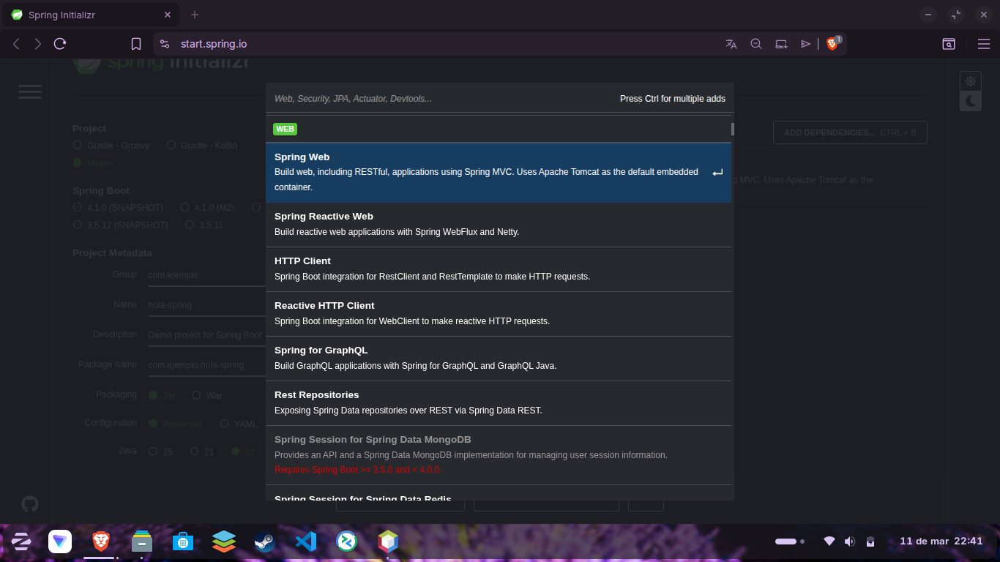 Spring Initializr
start.spring.io
1
spring initializr
Web, Security, JPA, Actuator, Devtools...
Press Ctrl for multiple adds
WEB
Spring Web
Build web, including RESTful, applications using Spring MVC. Uses Apache Tomcat as the default embedded
container.
Spring Reactive Web
Build reactive web applications with Spring WebFlux and Netty.
HTTP Client
Spring Boot integration for RestClient and RestTemplate to make HTTP requests.
Reactive HTTP Client
Spring Boot integration for WebClient to make reactive HTTP requests.
Spring for GraphQL
Build GraphQL applications with Spring for GraphQL and GraphQL Java.
Rest Repositories
Exposing Spring Data repositories over REST via Spring Data REST.
Spring Session for Spring Data MongoDB
Provides an API and a Spring Data MongoDB implementation for managing user session information.
Requires Spring Boot >= 3.5.0 and < 4.0.0.
Spring Session for Spring Data Redis
Project
Gradle - Groovy Gradle - Kotlin
Maven
Spring Boot
4.1.0 (SNAPSHOT) 4.1.0 (M2)
3.5.12 (SNAPSHOT) 3.5.11
Project Metadata
Group com.ejemplo
Name hola-spring
Description Demo project for Spring Boot
Package name com.ejemplo.hola-spring
Packaging Jar War
Configuration Properties YAML
Java 25 21 17
ADD DEPENDENCIES... CTRL + B
MVC. Uses Apache Tomcat as the
11 de mar 22:41